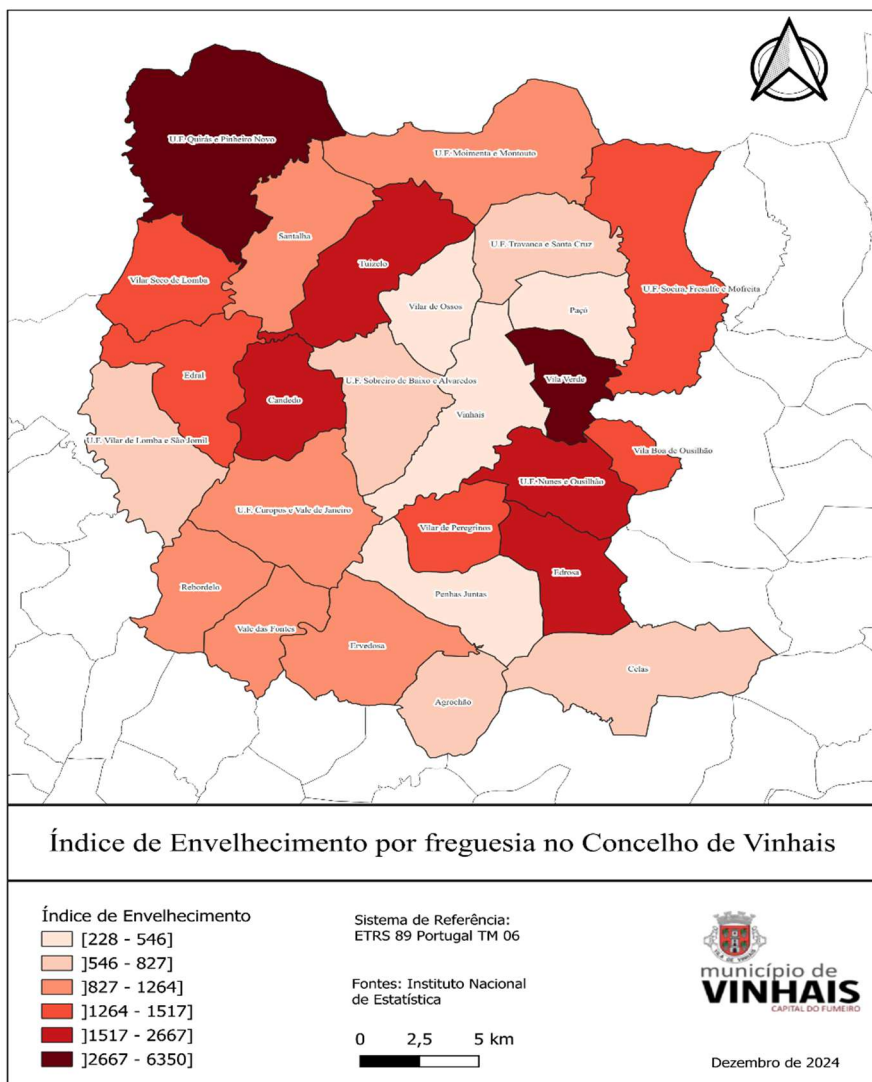 U.F. Quirás e Pinheiro Novo
U.F. Moimenta e Montouto
Santalha
U.F. Travanca e Santa Cruz
Tuizelo
Vilar Seco de Lomba
U.F. Soeira, Fresulfe e Mofreita
Vilar de Ossos
Paçó
Edral
U.F. Sobreiro de Baixo e Alvaredos
Vila Verde
Candedo
Vinhais
U.F. Vilar de Lomba e São Jomil
Vila Boa de Ousilhão
U.F. Nunes e Ousilhão
U.F. Curopos e Vale de Janeiro
Vilar de Peregrinos
Edrosa
Rebordelo
Penhas Juntas
Vale das Fontes
Ervedosa
Celas
Agrochão
Índice de Envelhecimento por freguesia no Concelho de Vinhais
Índice de Envelhecimento
[228 - 546]
]546 - 827]
]827 - 1264]
]1264 - 1517]
]1517 - 2667]
]2667 - 6350]
Sistema de Referência:
ETRS 89 Portugal TM 06
Fontes: Instituto Nacional
de Estatística
0 2,5 5 km
VILA DE VINHAIS
município de
VINHAIS
CAPITAL DO FUMEIRO
Dezembro de 2024